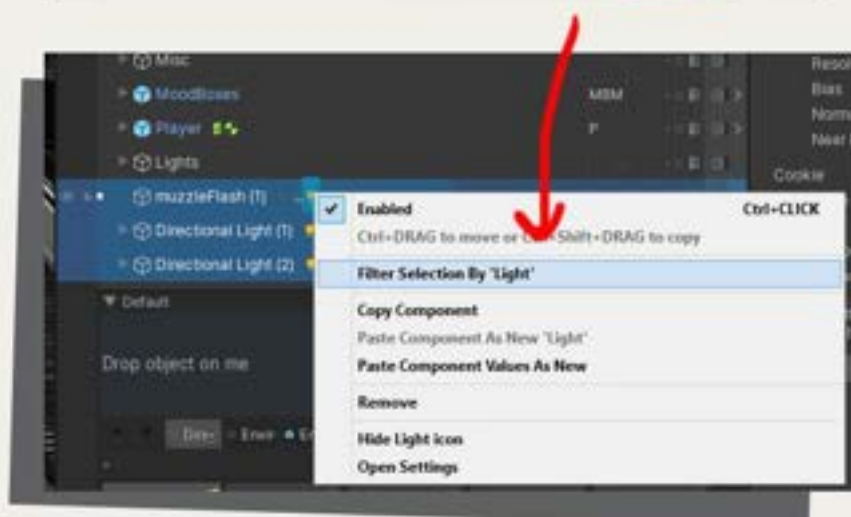 Misc
MoodBoxes MBM
Player P
Lights
muzzleFlash (1)
Directional Light (1)
Directional Light (2)
Default
Drop object on me
Enabled Ctrl+CLICK
Ctrl+DRAG to move or Shift+DRAG to copy
Filter Selection By 'Light'
Copy Component
Paste Component As New 'Light'
Paste Component Values As New
Remove
Hide Light icon
Open Settings
Bias
Cookie